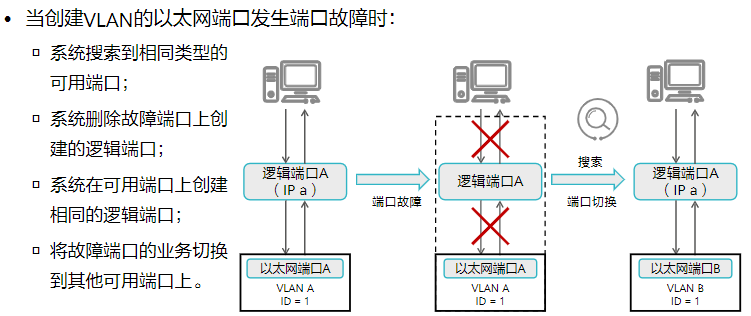 • 当创建VLAN的以太网端口发生端口故障时：
▫ 系统搜索到相同类型的
可用端口；
▫ 系统删除故障端口上创
建的逻辑端口；
▫ 系统在可用端口上创建
相同的逻辑端口；
▫ 将故障端口的业务切换
到其他可用端口上。
逻辑端口A
（ IP a ）
端口故障
逻辑端口A
搜索
端口切换
逻辑端口A
（ IP a ）
以太网端口A
VLAN A
ID = 1
以太网端口A
VLAN A
ID = 1
以太网端口B
VLAN B
ID = 1